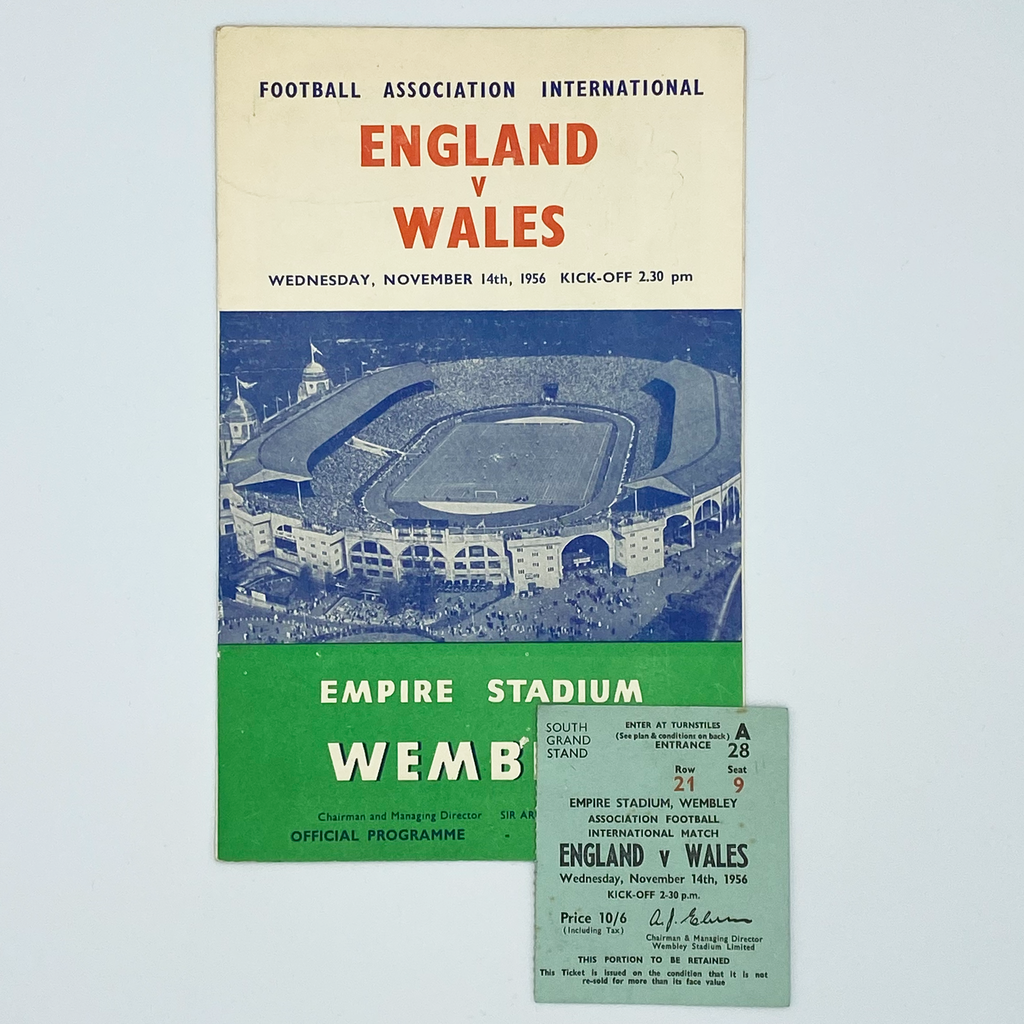 FOOTBALL ASSOCIATION INTERNATIONAL
ENGLAND
V
WALES
WEDNESDAY, NOVEMBER 14th, 1956 KICK-OFF 2.30 pm
EMPIRE STADIUM
WEMB
Chairman and Managing Director SIR AR
OFFICIAL PROGRAMME -
SOUTH
GRAND
STAND
ENTER AT TURNSTILES
(See plan & conditions on back) A
ENTRANCE 28
Row Seat
21 9
EMPIRE STADIUM, WEMBLEY
ASSOCIATION FOOTBALL
INTERNATIONAL MATCH
ENGLAND v WALES
Wednesday, November 14th, 1956
KICK-OFF 2-30 p.m.
Price 10/6
(Including Tax)
Chairman & Managing Director
Wembley Stadium Limited
THIS PORTION TO BE RETAINED
This Ticket is issued on the condition that it is not
re-sold for more than its face value